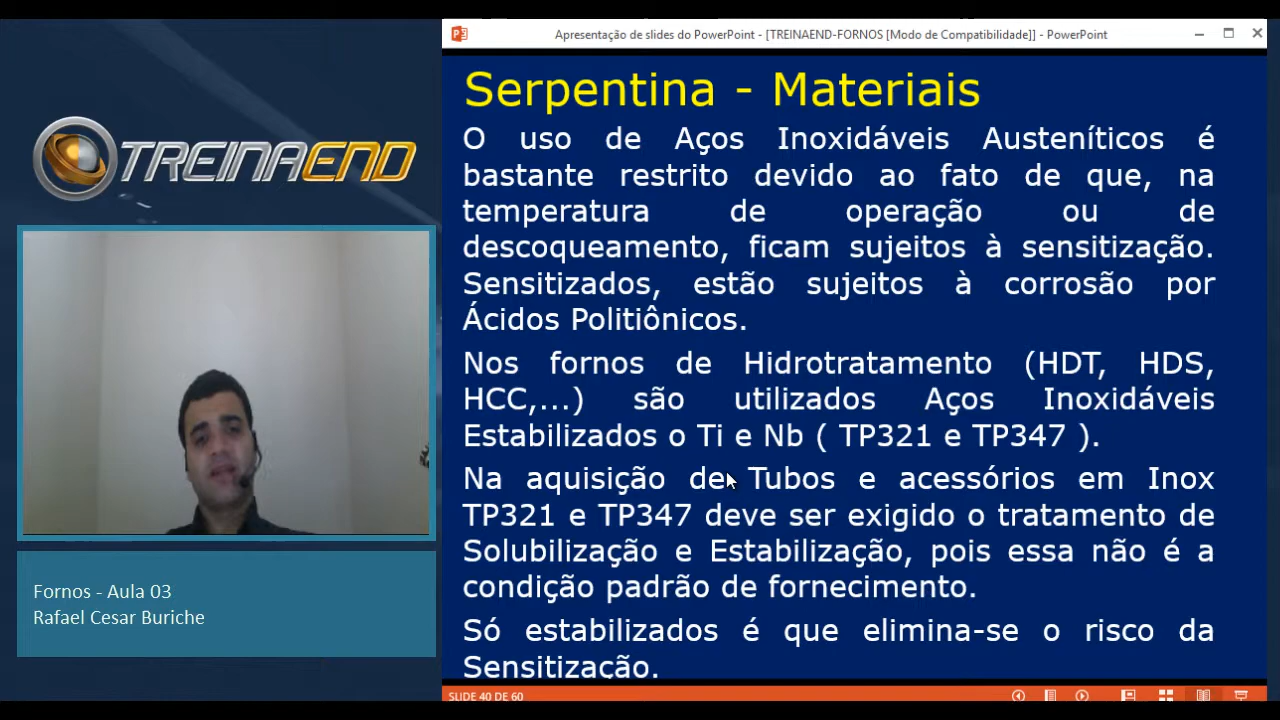 Apresentação de slides do PowerPoint - [TREINAEND-FORNOS [Modo de Compatibilidade]] - PowerPoint
TREINAEND
Serpentina - Materiais
O uso de Aços Inoxidáveis Austeníticos é
bastante restrito devido ao fato de que, na
temperatura de operação ou de
descoqueamento, ficam sujeitos à sensitização.
Sensitizados, estão sujeitos à corrosão por
Ácidos Politiônicos.
Nos fornos de Hidrotratamento (HDT, HDS,
HCC,...) são utilizados Aços Inoxidáveis
Estabilizados o Ti e Nb ( TP321 e TP347 ).
Na aquisição de Tubos e acessórios em Inox
TP321 e TP347 deve ser exigido o tratamento de
Solubilização e Estabilização, pois essa não é a
condição padrão de fornecimento.
Só estabilizados é que elimina-se o risco da
Sensitização.
Fornos - Aula 03
Rafael Cesar Buriche
SLIDE 40 DE 60